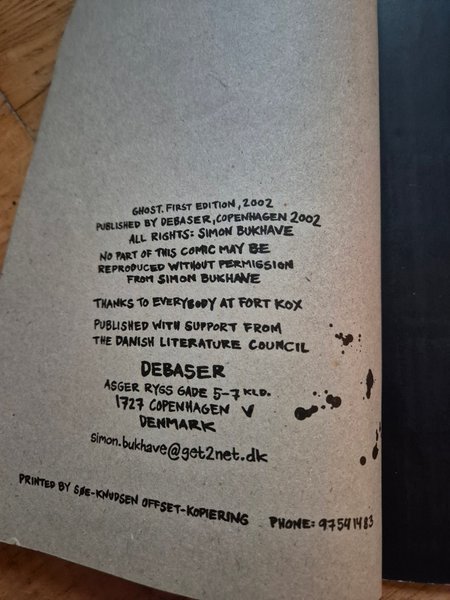 GHOST. FIRST EDITION, 2002
PUBLISHED BY DEBASER, COPENHAGEN 2002
ALL RIGHTS: SIMON BUKHAVE
NO PART OF THIS COMIC MAY BE
REPRODUCED WITHOUT PERMISSION
FROM SIMON BUKHAVE
THANKS TO EVERYBODY AT FORT KOX
PUBLISHED WITH SUPPORT FROM
THE DANISH LITERATURE COUNCIL
DEBASER
ASGER RYGS GADE 5-7 KLD.
1727 COPENHAGEN V
DENMARK
simon.bukhave@get2net.dk
PRINTED BY SØE-KNUDSEN OFFSET-KOPIERING PHONE: 97541483